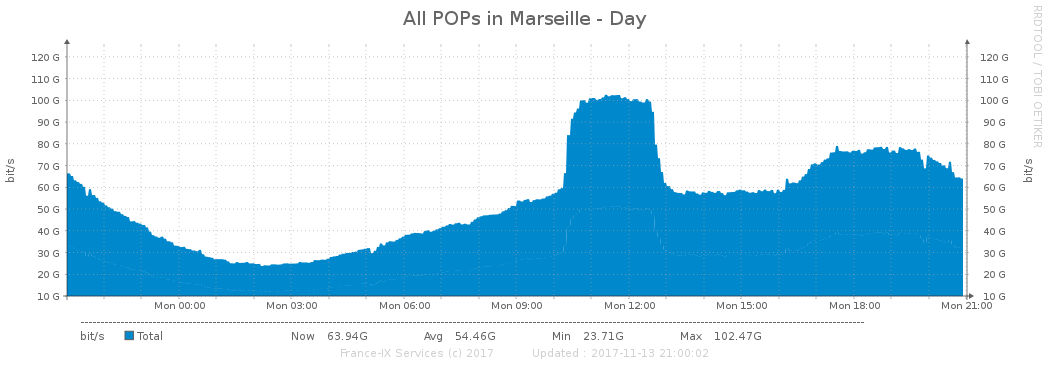 All POPs in Marseille - Day
RRDTOOL / TOBI OETIKER
bit/s
120 G
110 G
100 G
90 G
80 G
70 G
60 G
50 G
40 G
30 G
20 G
10 G
120 G
110 G
100 G
90 G
80 G
70 G
60 G
50 G
40 G
30 G
20 G
10 G
bit/s
Mon 00:00 Mon 03:00 Mon 06:00 Mon 09:00 Mon 12:00 Mon 15:00 Mon 18:00 Mon 21:00
bit/s Total Now 63.94G Avg 54.46G Min 23.71G Max 102.47G
France-IX Services (c) 2017 Updated : 2017-11-13 21:00:02